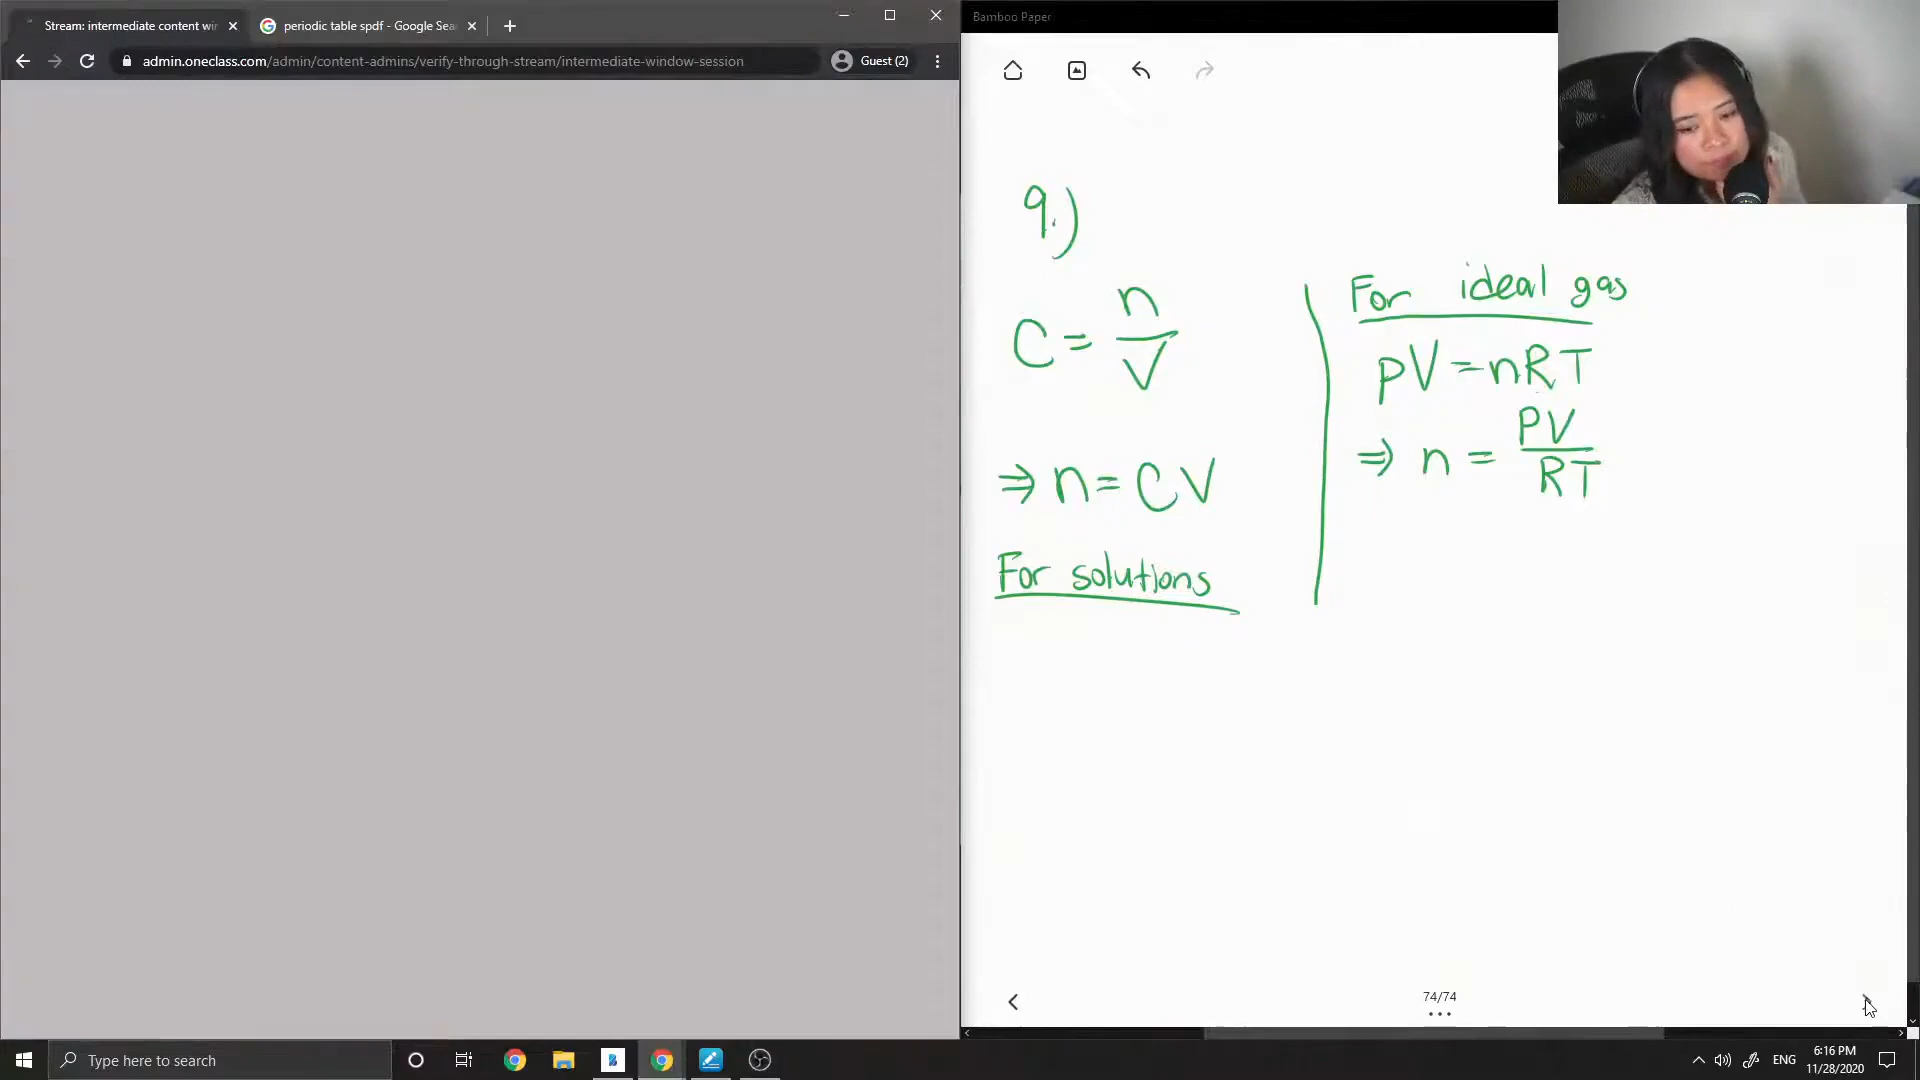 Stream: intermediate content wi
periodic table spdf - Google Sea
admin.oneclass.com/admin/content-admins/verify-through-stream/intermediate-window-session
Guest (2)
Bamboo Paper
9.)
C = n/V
⇒ n = CV
For solutions
For ideal gas
pV = nRT
⇒ n = PV/RT
74/74
Type here to search
ENG
6:16 PM
11/28/2020